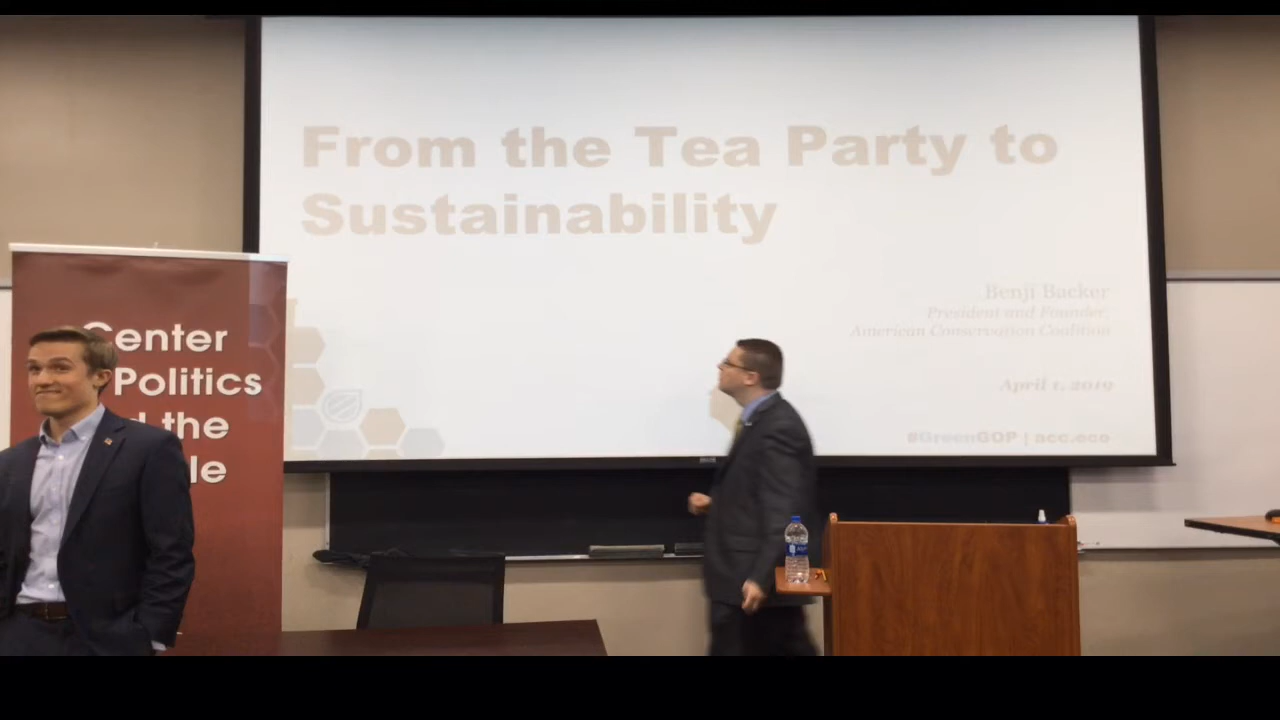 From the Tea Party to
Sustainability
Benji Backer
President and Founder,
American Conservation Coalition
April 1, 2019
#GreenGOP | acc.eco
Center
Politics
the